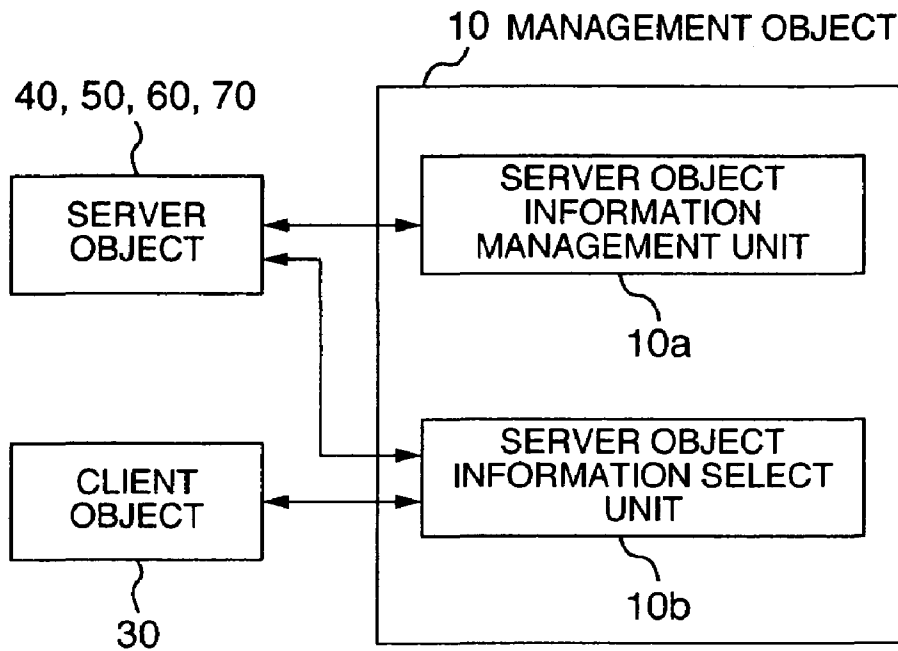 10 MANAGEMENT OBJECT
40, 50, 60, 70
SERVER
OBJECT
SERVER OBJECT
INFORMATION
MANAGEMENT UNIT
10a
CLIENT
OBJECT
30
SERVER OBJECT
INFORMATION SELECT
UNIT
10b